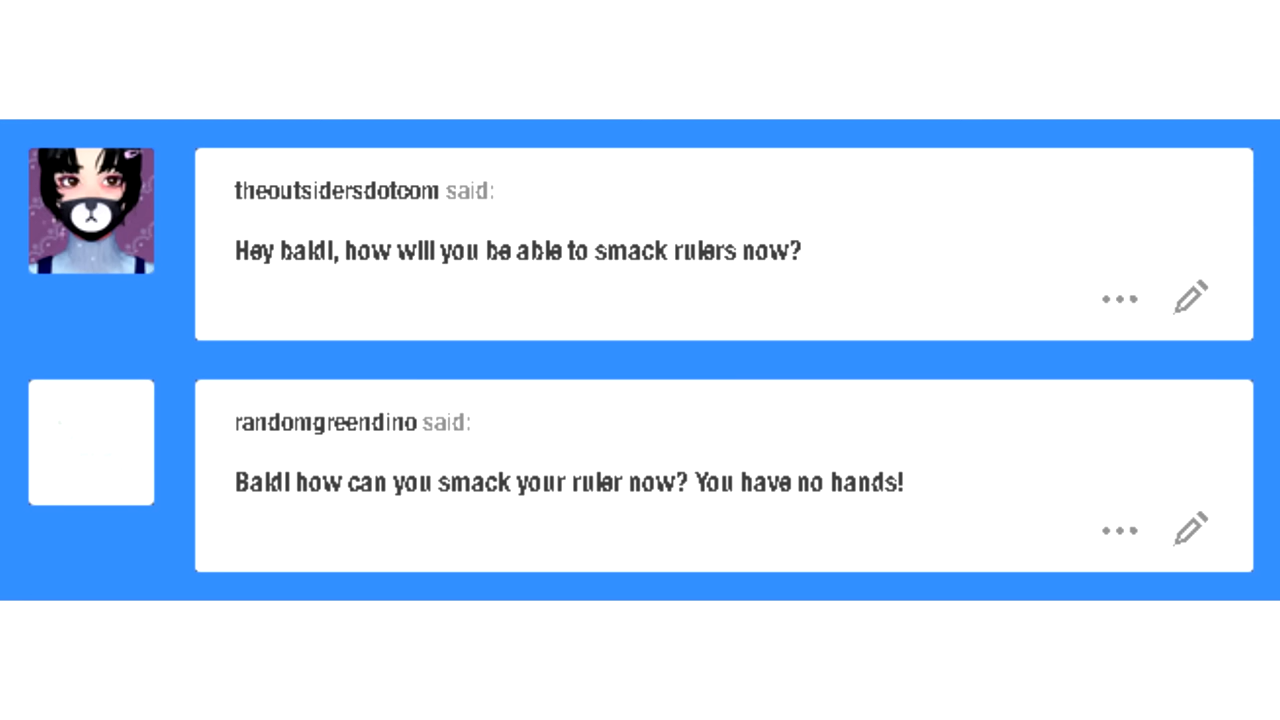 theoutsidersdotcom said:
Hey baldi, how will you be able to smack rulers now?
randomgreendino said:
Baldi how can you smack your ruler now? You have no hands!